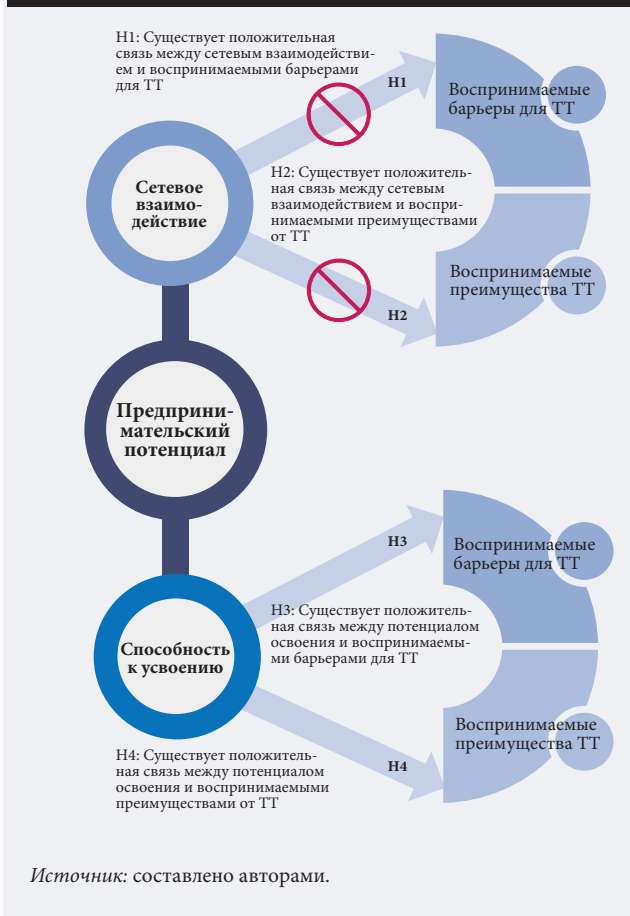 H1: Существует положительная
связь между сетевым взаимодействи-
ем и воспринимаемыми барьерами
для ТТ
H1
Воспринимаемые
барьеры для ТТ
Сетевое
взаимо-
действие
H2: Существует положитель-
ная связь между сетевым
взаимодействием и воспри-
нимаемыми преимуществами
от ТТ
Воспринимаемые
преимущества ТТ
H2
Предприни-
мательский
потенциал
H3
Воспринимаемые
барьеры для ТТ
H3: Существует положитель-
ная связь между потенциалом
освоения и воспринимаемы-
ми барьерами для ТТ
Способность
к усвоению
Воспринимаемые
преимущества ТТ
H4
H4: Существует положитель-
ная связь между потенциалом
освоения и воспринимаемыми
преимуществами от ТТ
Источник: составлено авторами.